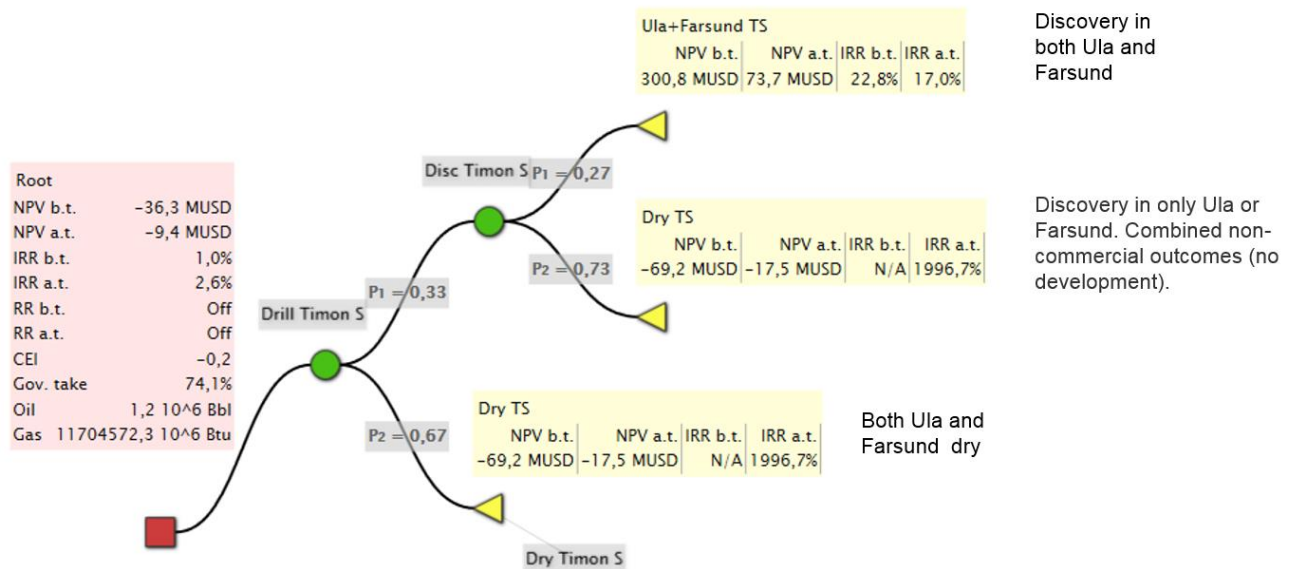 Ula+Farsund TS
NPV b.t. NPV a.t. IRR b.t. IRR a.t.
300,8 MUSD 73,7 MUSD 22,8% 17,0%
Discovery in
both Ula and
Farsund
Root
NPV b.t. -36,3 MUSD
NPV a.t. -9,4 MUSD
IRR b.t. 1,0%
IRR a.t. 2,6%
RR b.t. Off
RR a.t. Off
CEI -0,2
Gov. take 74,1%
Oil 1,2 10^6 Bbl
Gas 11704572,3 10^6 Btu
Disc Timon S
P1 = 0,27
Dry TS
NPV b.t. NPV a.t. IRR b.t. IRR a.t.
-69,2 MUSD -17,5 MUSD N/A 1996,7%
Discovery in only Ula or
Farsund. Combined non-
commercial outcomes (no
development).
P2 = 0,73
P1 = 0,33
Drill Timon S
P2 = 0,67
Dry TS
NPV b.t. NPV a.t. IRR b.t. IRR a.t.
-69,2 MUSD -17,5 MUSD N/A 1996,7%
Both Ula and
Farsund dry
Dry Timon S